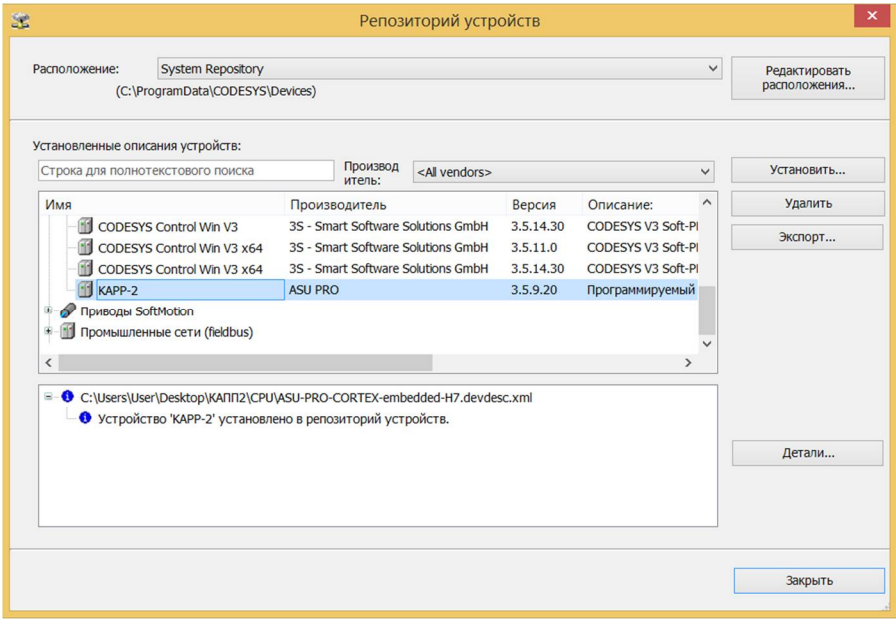 Репозиторий устройств
Расположение: System Repository
Редактировать расположения...
(C:\ProgramData\CODESYS\Devices)
Установленные описания устройств:
Строка для полнотекстового поиска
Производ
итель:
<All vendors>
Установить...
Имя Производитель Версия Описание:
Удалить
CODESYS Control Win V3 3S - Smart Software Solutions GmbH 3.5.14.30 CODESYS V3 Soft-Pl
Экспорт...
CODESYS Control Win V3 x64 3S - Smart Software Solutions GmbH 3.5.11.0 CODESYS V3 Soft-Pl
CODESYS Control Win V3 x64 3S - Smart Software Solutions GmbH 3.5.14.30 CODESYS V3 Soft-Pl
KAPP-2 ASU PRO 3.5.9.20 Программируемый
Приводы SoftMotion
Промышленные сети (fieldbus)
C:\Users\User\Desktop\КАПП2\CPU\ASU-PRO-CORTEX-embedded-H7.devdesc.xml
Устройство 'KAPP-2' установлено в репозиторий устройств.
Детали...
Закрыть